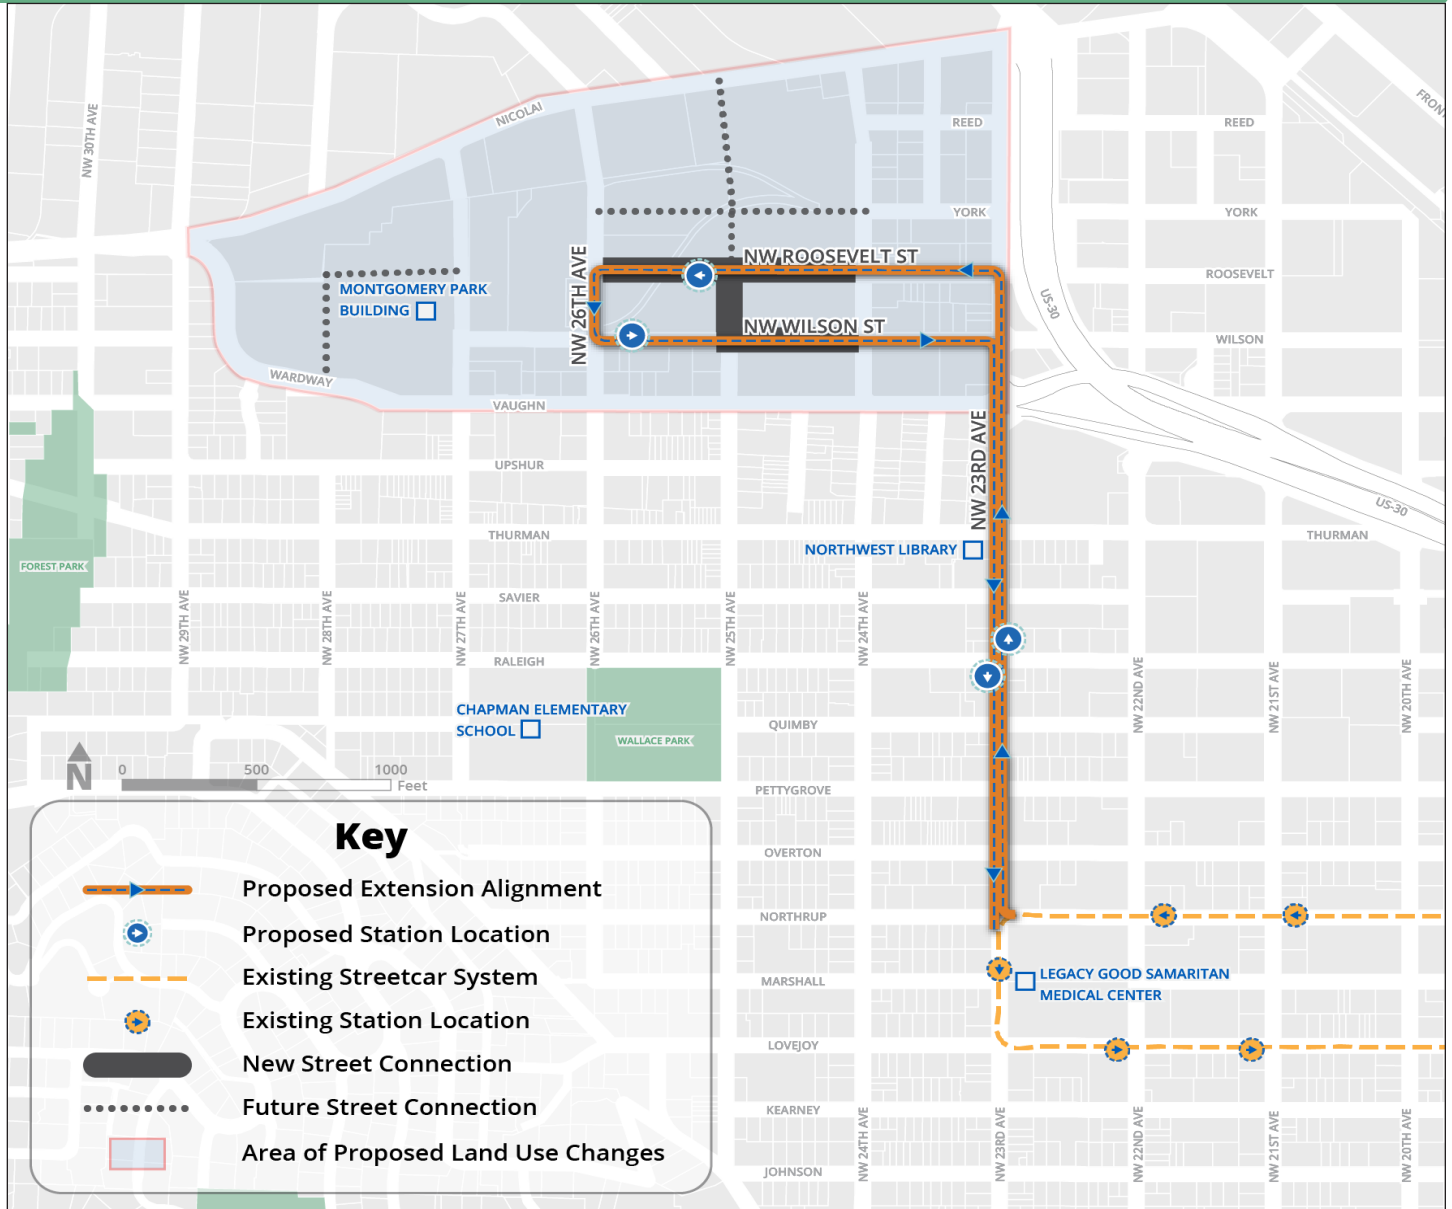 NW 30TH AVE
NICOLAI
REED
REED
FRON
YORK
YORK
NW 26TH AVE
NW ROOSEVELT ST
ROOSEVELT
MONTGOMERY PARK
BUILDING
US-30
NW WILSON ST
WILSON
WARDWAY
VAUGHN
NW 23RD AVE
UPSHUR
US-30
THURMAN
THURMAN
NORTHWEST LIBRARY
FOREST PARK
SAVIER
NW 29TH AVE
NW 28TH AVE
NW 27TH AVE
NW 26TH AVE
NW 25TH AVE
NW 24TH AVE
RALEIGH
NW 22ND AVE
NW 21ST AVE
NW 20TH AVE
CHAPMAN ELEMENTARY
SCHOOL
QUIMBY
WALLACE PARK
N
0 500 1000
Feet
PETTYGROVE
OVERTON
NORTHRUP
MARSHALL
LEGACY GOOD SAMARITAN
MEDICAL CENTER
LOVEJOY
KEARNEY
NW 24TH AVE
NW 23RD AVE
NW 22ND AVE
NW 21ST AVE
NW 20TH AVE
JOHNSON
Key
Proposed Extension Alignment
Proposed Station Location
Existing Streetcar System
Existing Station Location
New Street Connection
Future Street Connection
Area of Proposed Land Use Changes